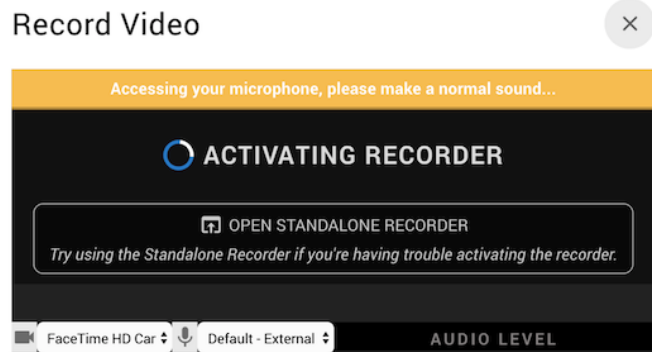 Record Video
Accessing your microphone, please make a normal sound...
ACTIVATING RECORDER
OPEN STANDALONE RECORDER
Try using the Standalone Recorder if you're having trouble activating the recorder.
FaceTime HD Car Default - External AUDIO LEVEL